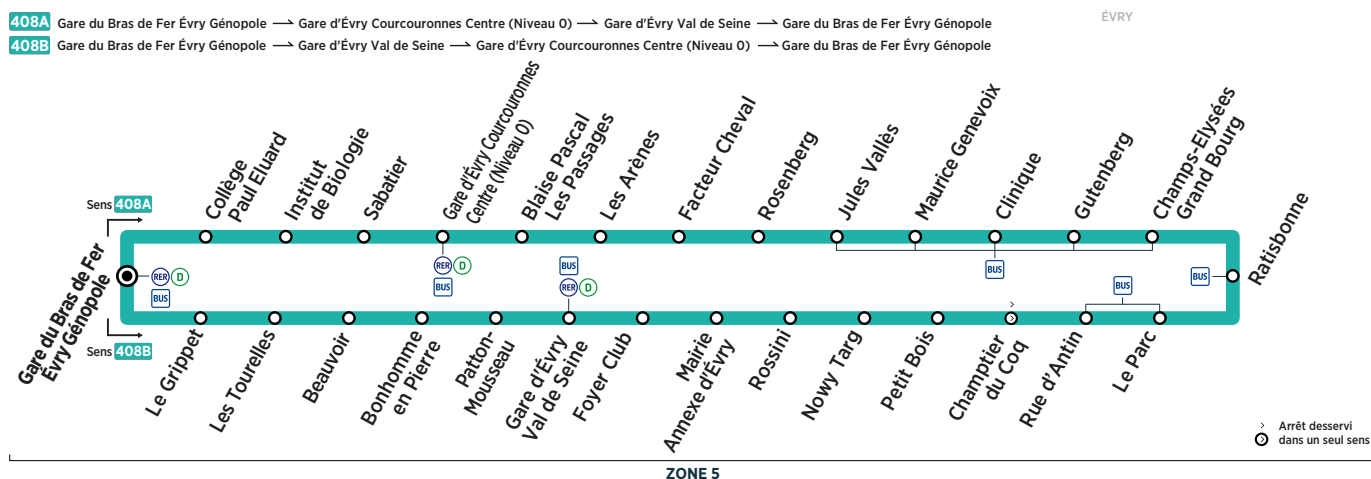 408A Gare du Bras de Fer Évry Génopole → Gare d'Évry Courcouronnes Centre (Niveau 0) → Gare d'Évry Val de Seine → Gare du Bras de Fer Évry Génopole
ÉVRY
408B Gare du Bras de Fer Évry Génopole → Gare d'Évry Val de Seine → Gare d'Évry Courcouronnes Centre (Niveau 0) → Gare du Bras de Fer Évry Génopole
Sens 408A
Collège
Paul Eluard
Institut
de Biologie
Sabatier
Gare d'Évry Courcouronnes
Centre (Niveau 0)
Blaise Pascal
Les Passages
Les Arènes
Facteur Cheval
Rosenberg
Jules Vallès
Maurice Genevoix
Clinique
Gutenberg
Champs-Elysées
Grand Bourg
Ratisbonne
Gare du Bras de Fer
Évry Génopole
RER D
BUS
RER D
BUS
BUS
RER D
BUS
BUS
BUS
Sens 408B
Le Grippet
Les Tourelles
Beauvoir
Bonhomme
en Pierre
Patton-
Mousseau
Gare d'Évry
Val de Seine
Foyer Club
Mairie
Annexe d'Évry
Rossini
Nowy Targ
Petit Bois
Champtier
du Coq
Rue d'Antin
Le Parc
Arrêt desservi
dans un seul sens
ZONE 5